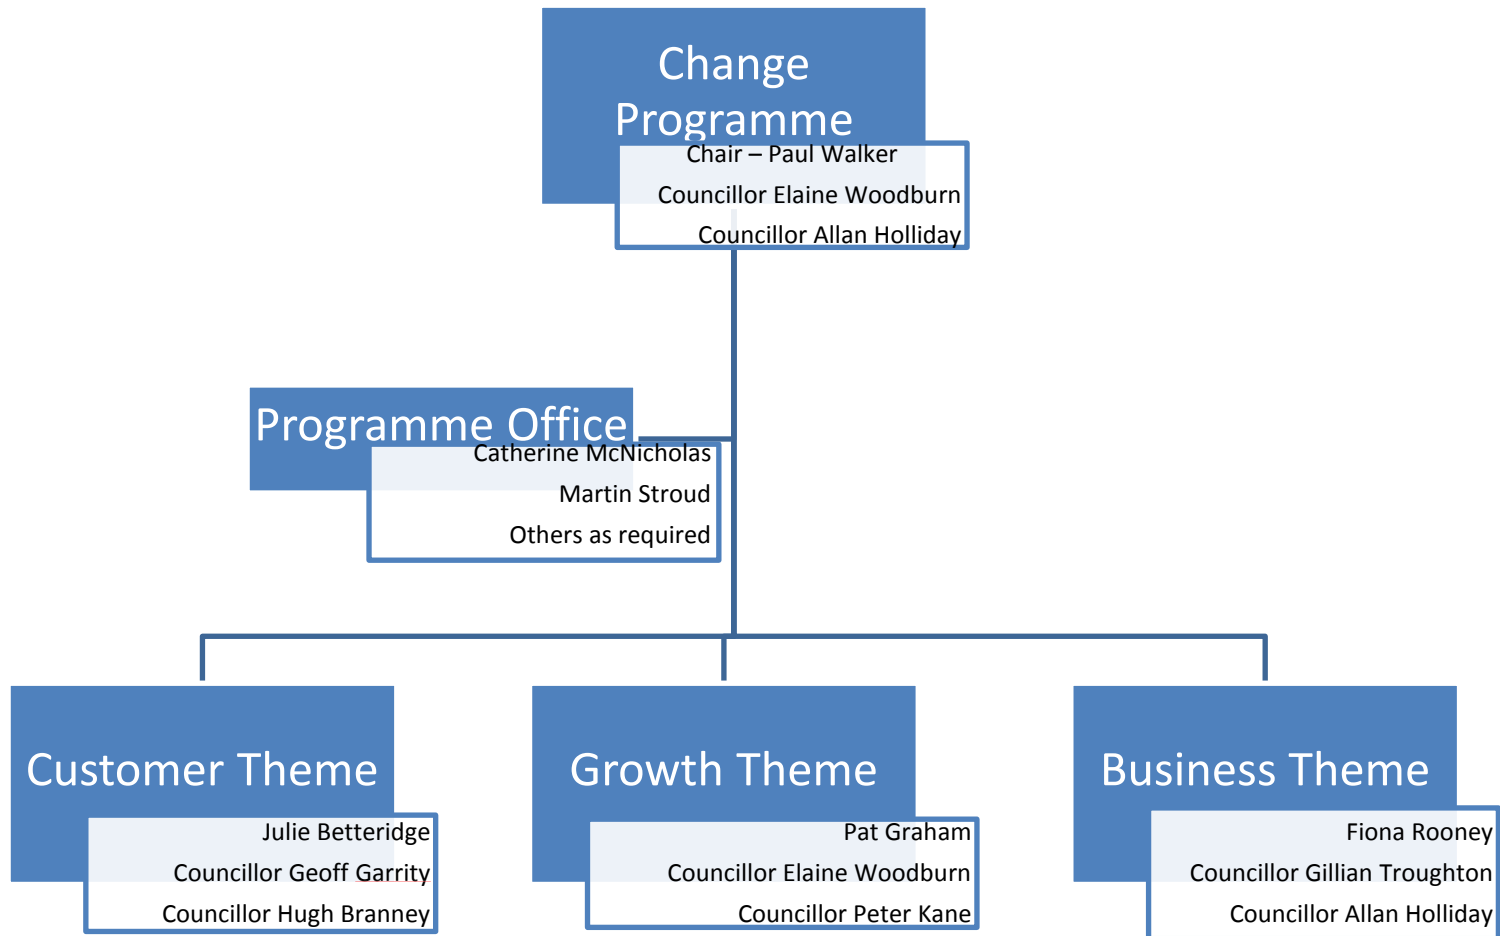 Change
Programme
Chair – Paul Walker
Councillor Elaine Woodburn
Councillor Allan Holliday
Programme Office
Catherine McNicholas
Martin Stroud
Others as required
Customer Theme
Julie Betteridge
Councillor Geoff Garrity
Councillor Hugh Branney
Growth Theme
Pat Graham
Councillor Elaine Woodburn
Councillor Peter Kane
Business Theme
Fiona Rooney
Councillor Gillian Troughton
Councillor Allan Holliday